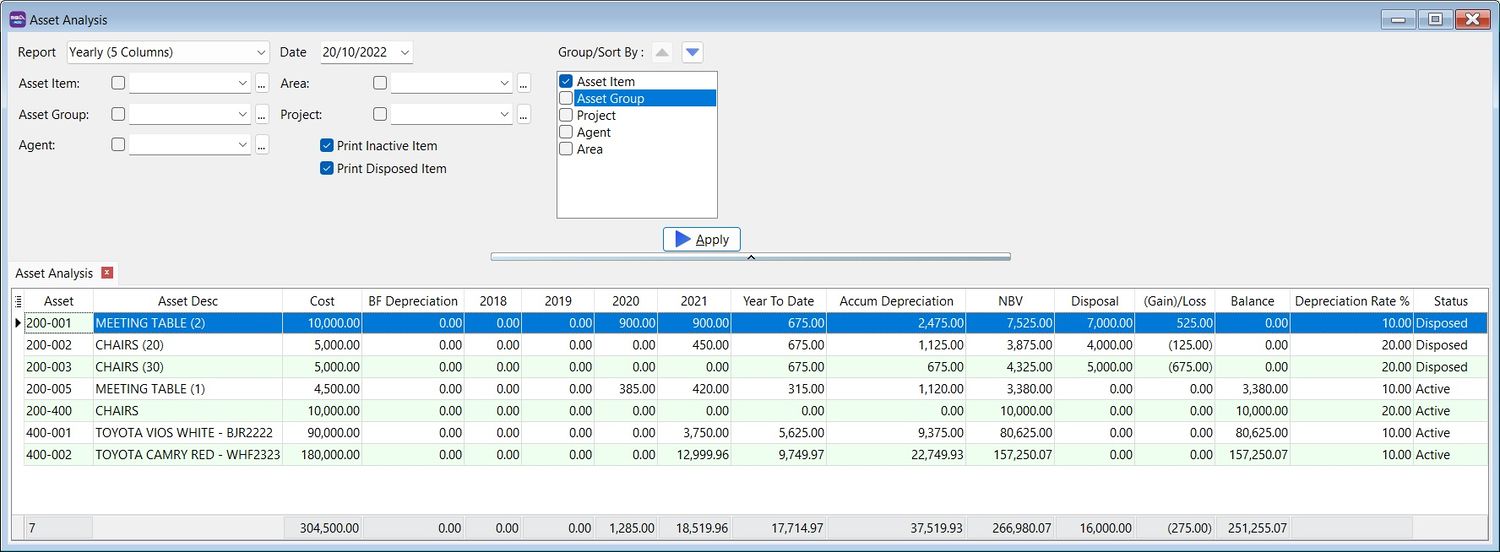 Asset Analysis
Report Yearly (5 Columns) Date 20/10/2022 Group/Sort By :
Asset Item: ... Area: ... Asset Item
Asset Group
Asset Group: ... Project: ... Project
Agent
Agent: ... Print Inactive Item Area
Print Disposed Item
Apply
Asset Analysis x
Asset Asset Desc Cost BF Depreciation 2018 2019 2020 2021 Year To Date Accum Depreciation NBV Disposal (Gain)/Loss Balance Depreciation Rate % Status
200-001 MEETING TABLE (2) 10,000.00 0.00 0.00 0.00 900.00 900.00 675.00 2,475.00 7,525.00 7,000.00 525.00 0.00 10.00 Disposed
200-002 CHAIRS (20) 5,000.00 0.00 0.00 0.00 0.00 450.00 675.00 1,125.00 3,875.00 4,000.00 (125.00) 0.00 20.00 Disposed
200-003 CHAIRS (30) 5,000.00 0.00 0.00 0.00 0.00 0.00 675.00 675.00 4,325.00 5,000.00 (675.00) 0.00 20.00 Disposed
200-005 MEETING TABLE (1) 4,500.00 0.00 0.00 0.00 385.00 420.00 315.00 1,120.00 3,380.00 0.00 0.00 3,380.00 10.00 Active
200-400 CHAIRS 10,000.00 0.00 0.00 0.00 0.00 0.00 0.00 0.00 10,000.00 0.00 0.00 10,000.00 20.00 Active
400-001 TOYOTA VIOS WHITE - BJR2222 90,000.00 0.00 0.00 0.00 0.00 3,750.00 5,625.00 9,375.00 80,625.00 0.00 0.00 80,625.00 10.00 Active
400-002 TOYOTA CAMRY RED - WHF2323 180,000.00 0.00 0.00 0.00 0.00 12,999.96 9,749.97 22,749.93 157,250.07 0.00 0.00 157,250.07 10.00 Active
7 304,500.00 0.00 0.00 0.00 1,285.00 18,519.96 17,714.97 37,519.93 266,980.07 16,000.00 (275.00) 251,255.07